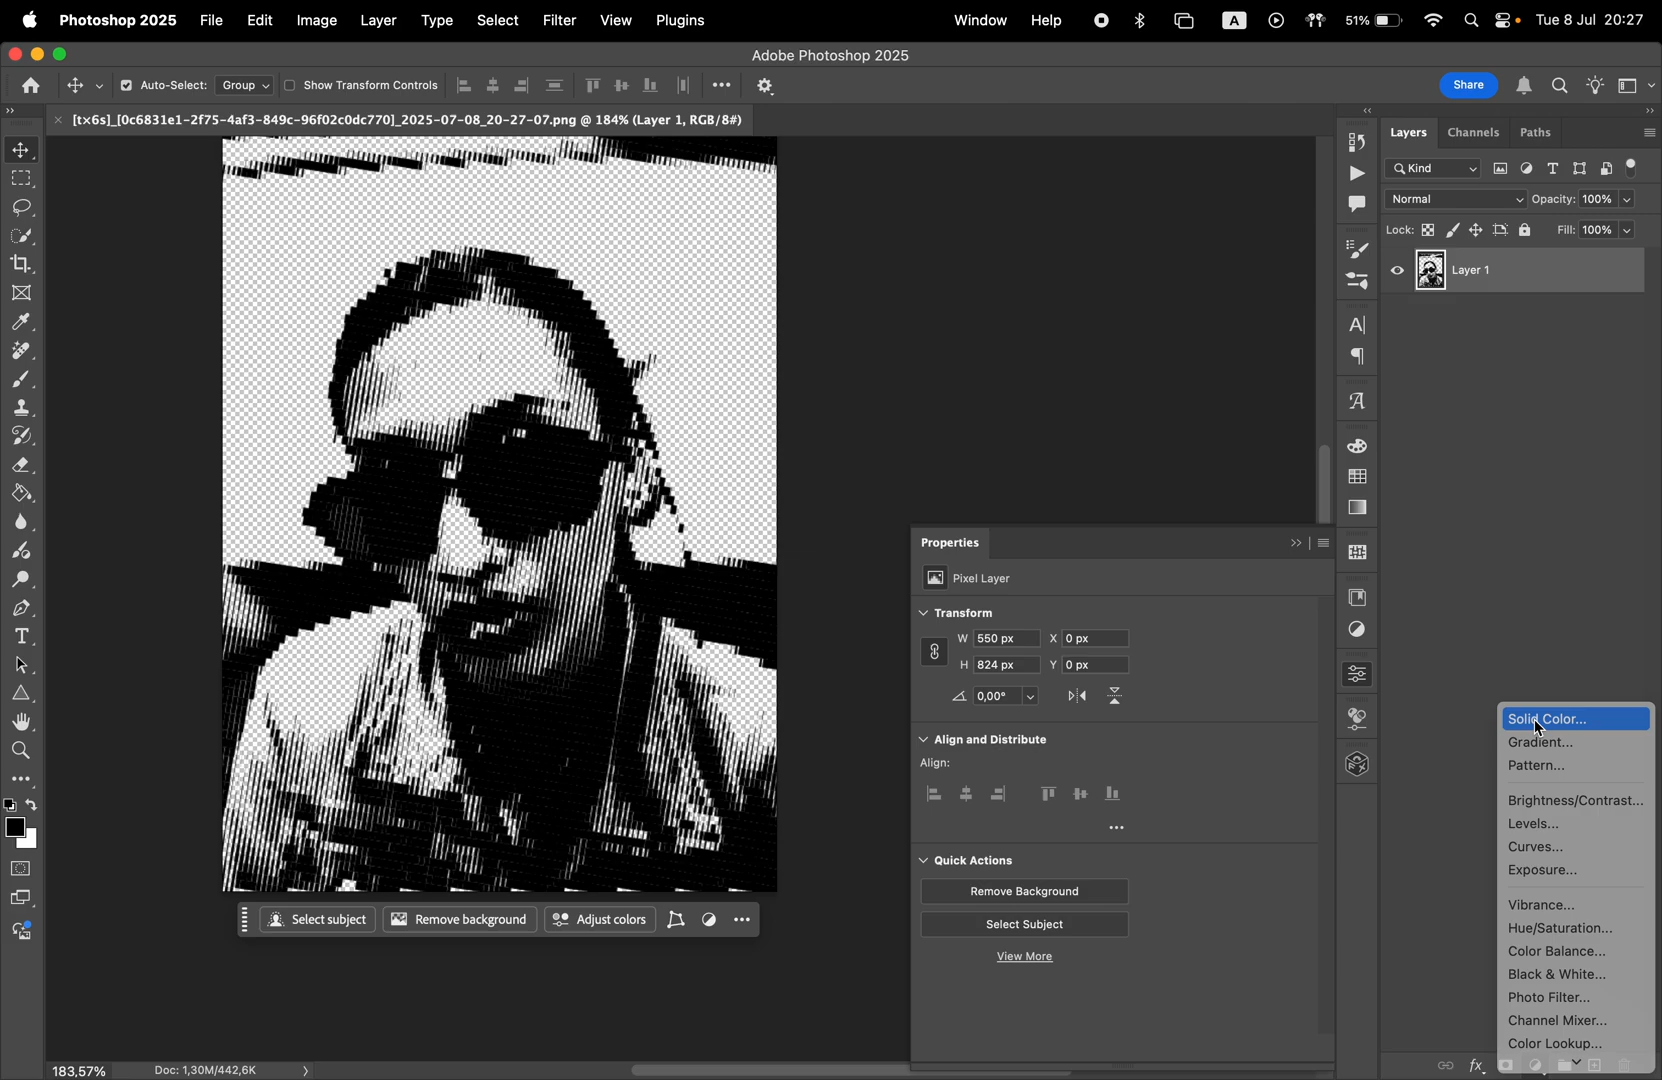 Photoshop 2025 File Edit Image Layer Type Select Filter View Plugins Window Help A 51% Tue 8 Jul 20:27
Adobe Photoshop 2025
Auto-Select: Group Show Transform Controls Share
[tx6s]_[0c6831e1-2f75-4af3-849c-96f02c0dc770]_2025-07-08_20-27-07.png @ 184% (Layer 1, RGB/8#)
Layers Channels Paths
Kind
Normal Opacity: 100%
Lock: Fill: 100%
Layer 1
Properties
Pixel Layer
Transform
W 550 px X 0 px
H 824 px Y 0 px
0,00°
Align and Distribute
Align:
Quick Actions
Remove Background
Select Subject
View More
Select subject Remove background Adjust colors
Solid Color...
Gradient...
Pattern...
Brightness/Contrast...
Levels...
Curves...
Exposure...
Vibrance...
Hue/Saturation...
Color Balance...
Black & White...
Photo Filter...
Channel Mixer...
Color Lookup...
fx
183,57% Doc: 1,30M/442,6K